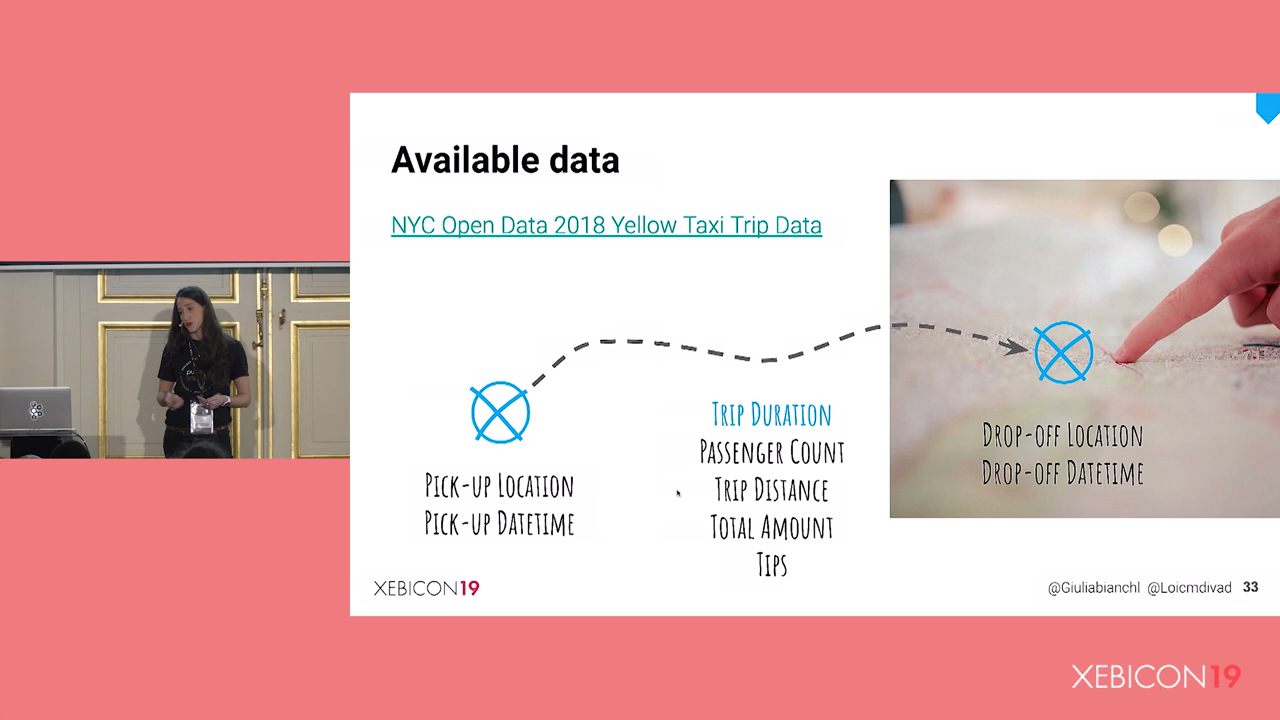 Available data
NYC Open Data 2018 Yellow Taxi Trip Data
TRIP DURATION
PASSENGER COUNT
TRIP DISTANCE
TOTAL AMOUNT
TIPS
PICK-UP LOCATION
PICK-UP DATETIME
DROP-OFF LOCATION
DROP-OFF DATETIME
XEBICON19
@Giuliabianchl @Loicmdivad 33
XEBICON19